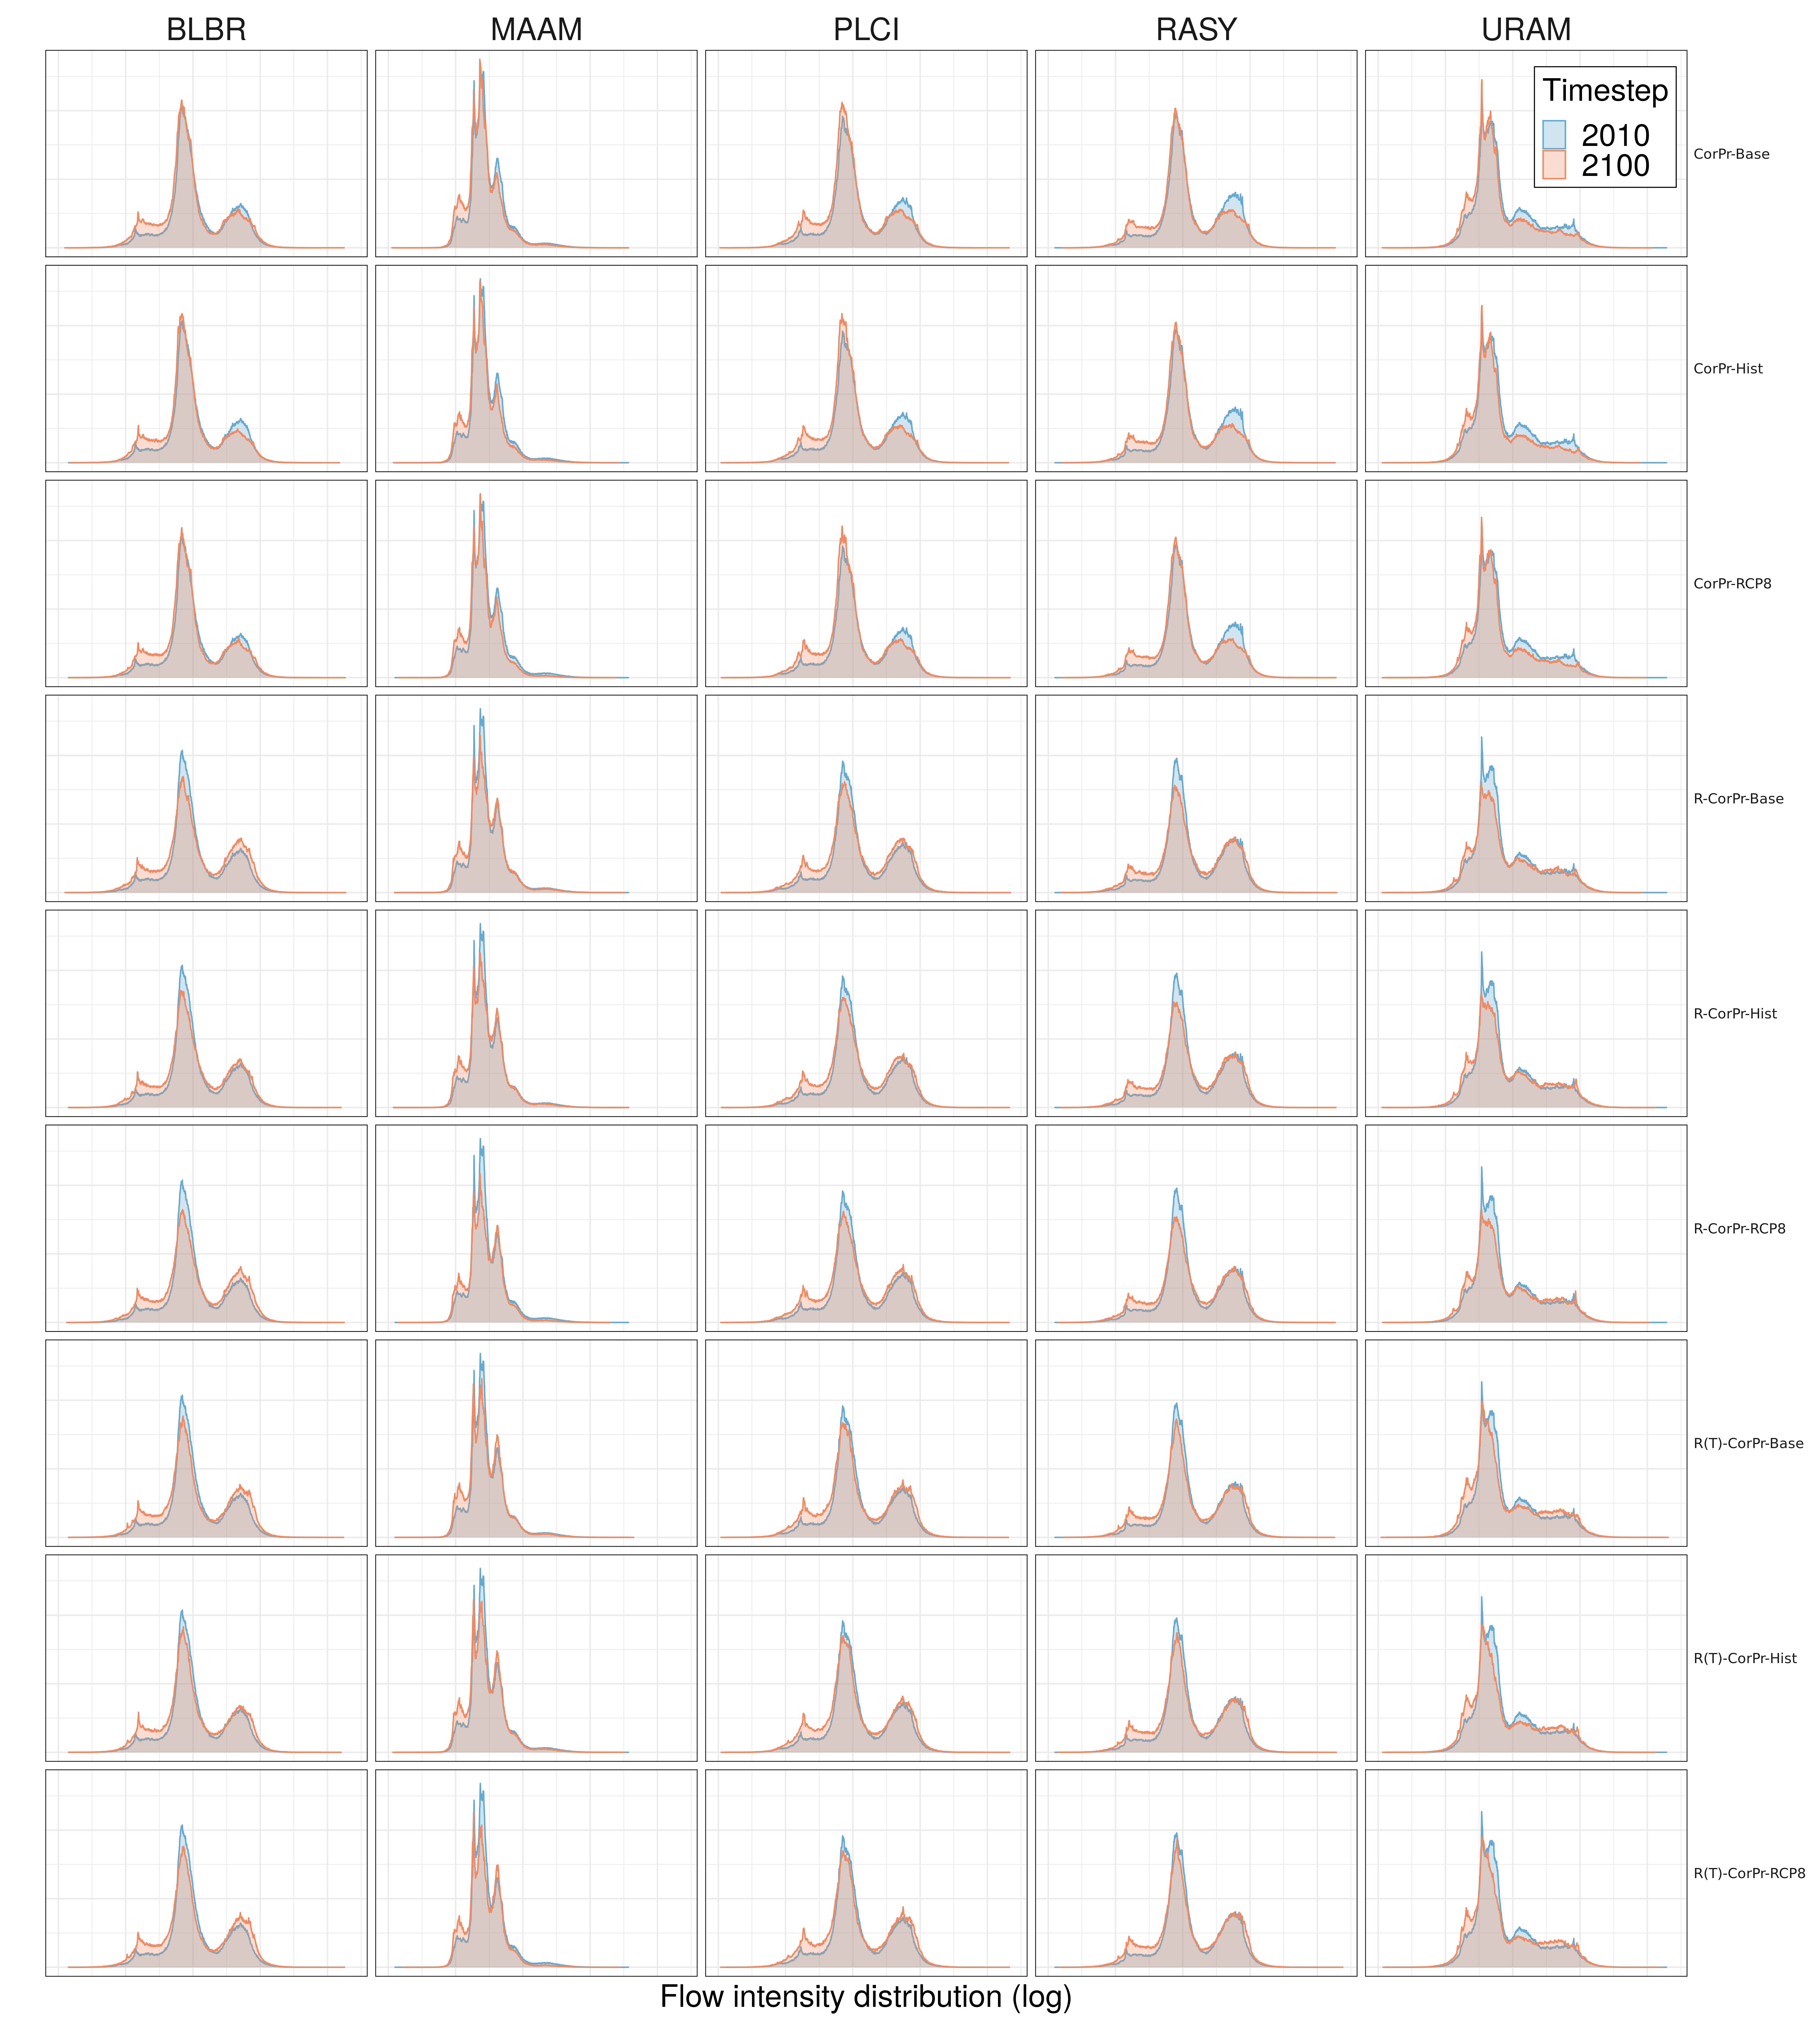 BLBR MAAM PLCI RASY URAM
Timestep
2010
2100
CorPr-Base
CorPr-Hist
CorPr-RCP8
R-CorPr-Base
R-CorPr-Hist
R-CorPr-RCP8
R(T)-CorPr-Base
R(T)-CorPr-Hist
R(T)-CorPr-RCP8
Flow intensity distribution (log)